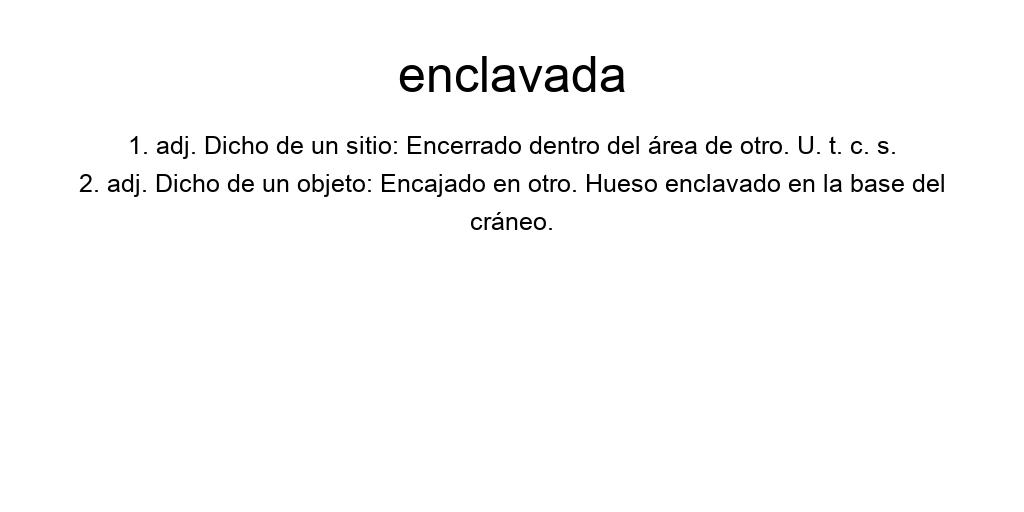 enclavada
1. adj. Dicho de un sitio: Encerrado dentro del área de otro. U. t. c. s.
2. adj. Dicho de un objeto: Encajado en otro. Hueso enclavado en la base del
cráneo.